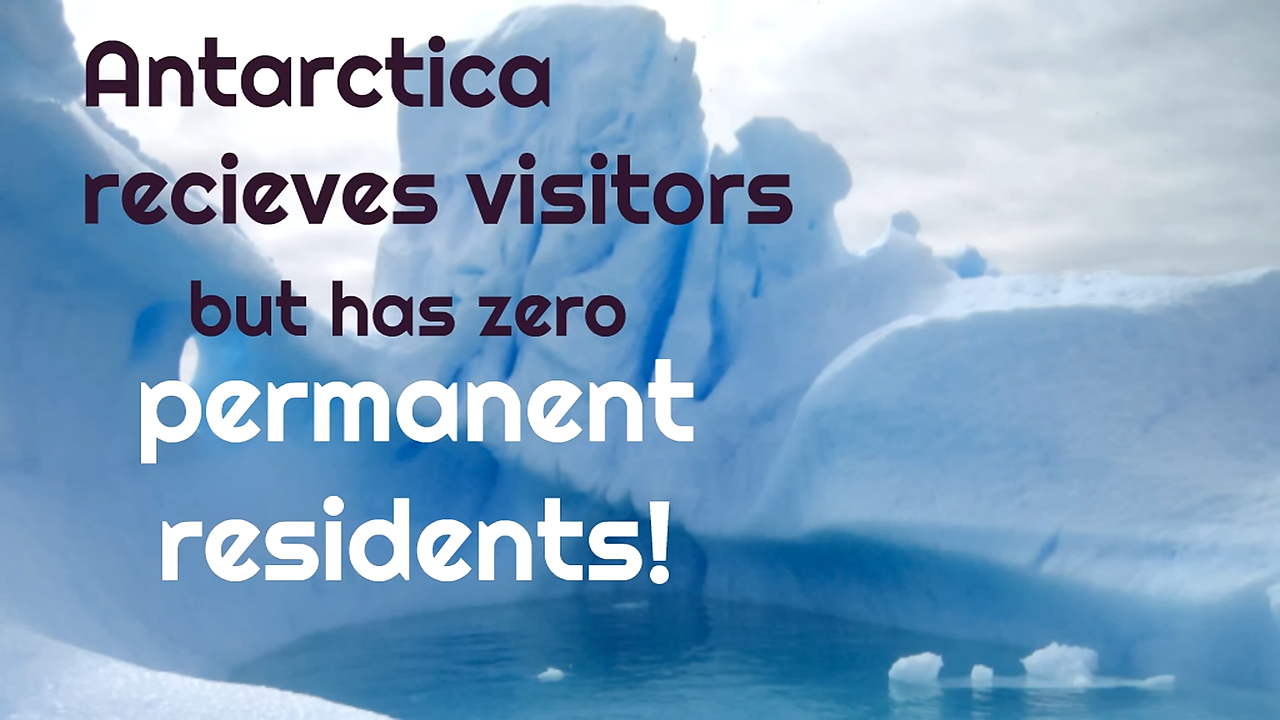 Antarctica
recieves visitors
but has zero
permanent
residents!